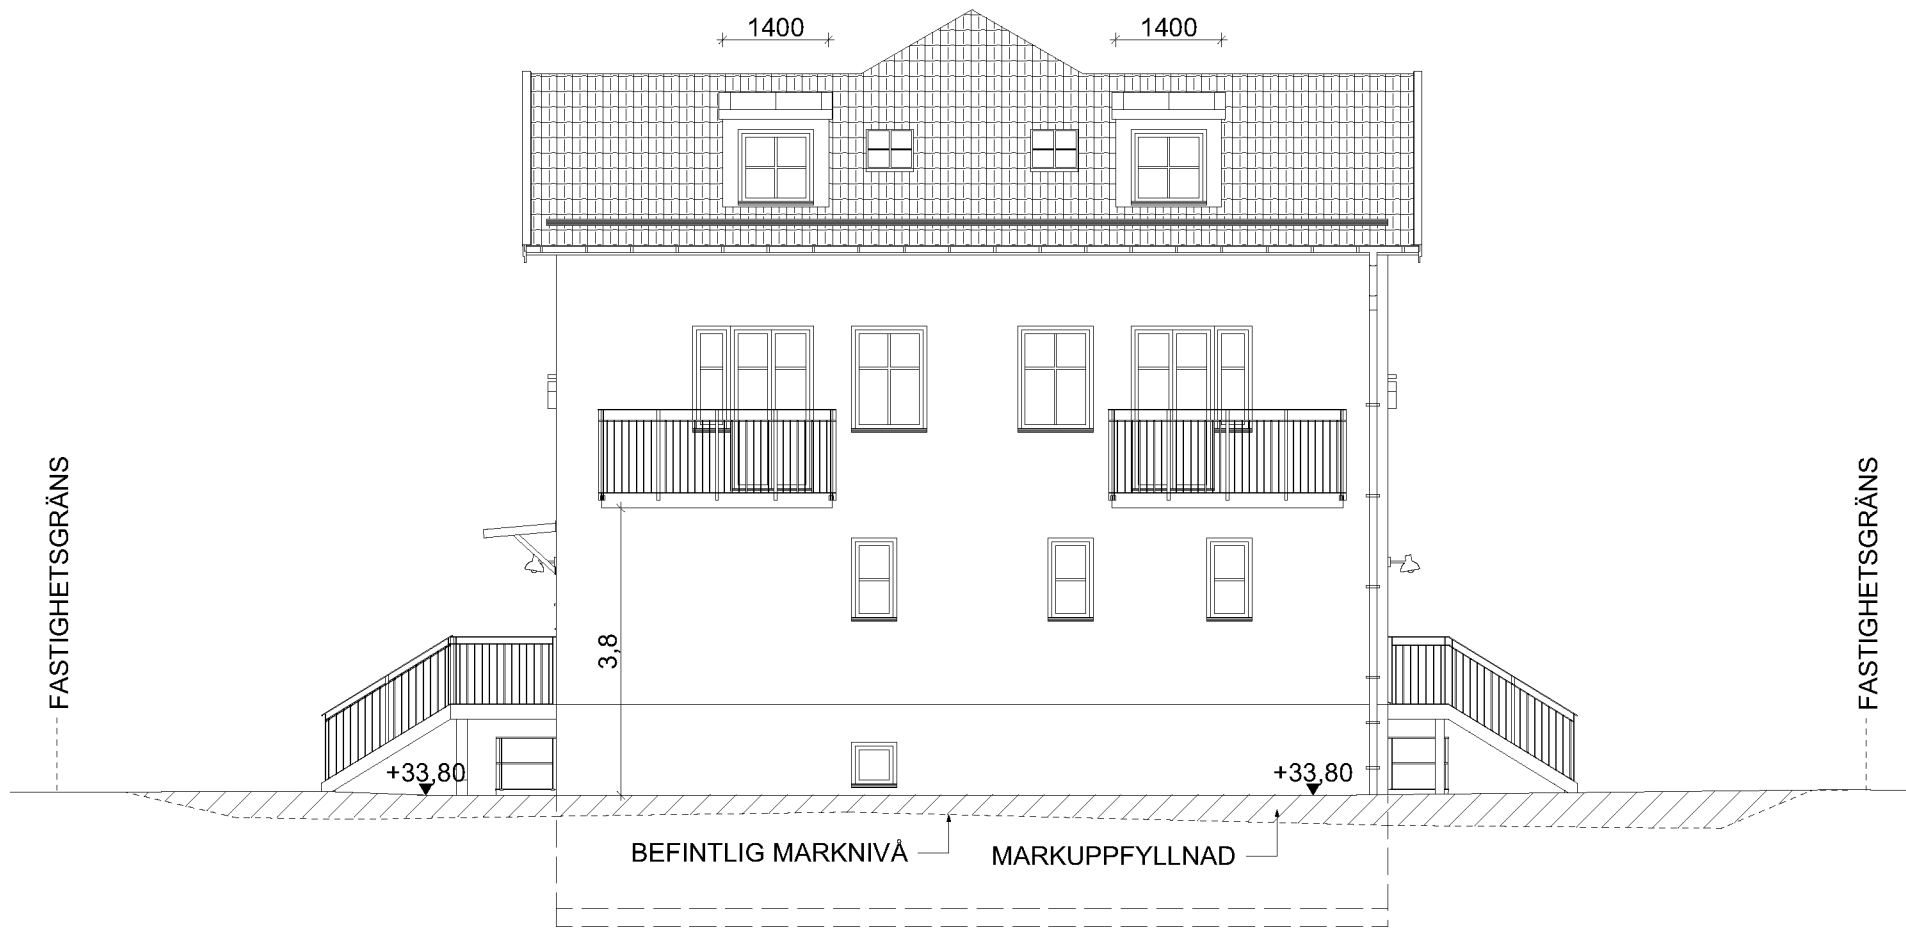 1400
1400
FASTIGHETSGRÄNS
FASTIGHETSGRÄNS
3,8
+33,80
+33,80
BEFINTLIG MARKNIVÅ
MARKUPPFYLLNAD